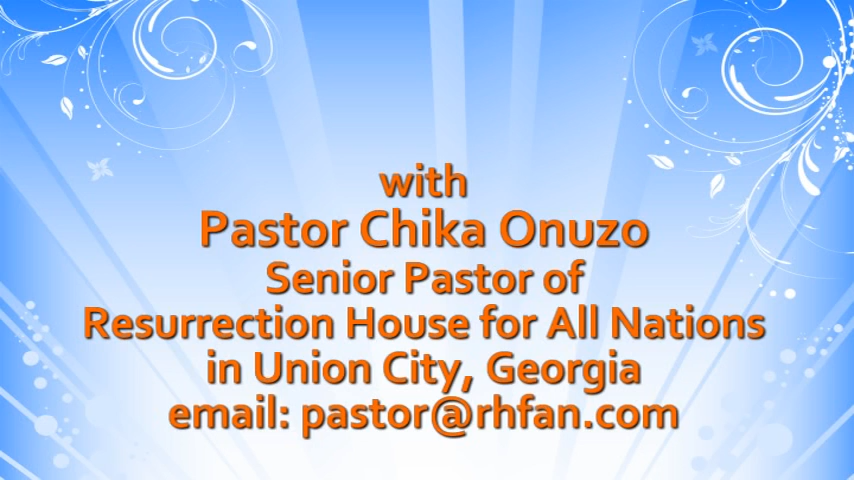 with
Pastor Chika Onuzo
Senior Pastor of
Resurrection House for All Nations
in Union City, Georgia
email: pastor@rhfan.com